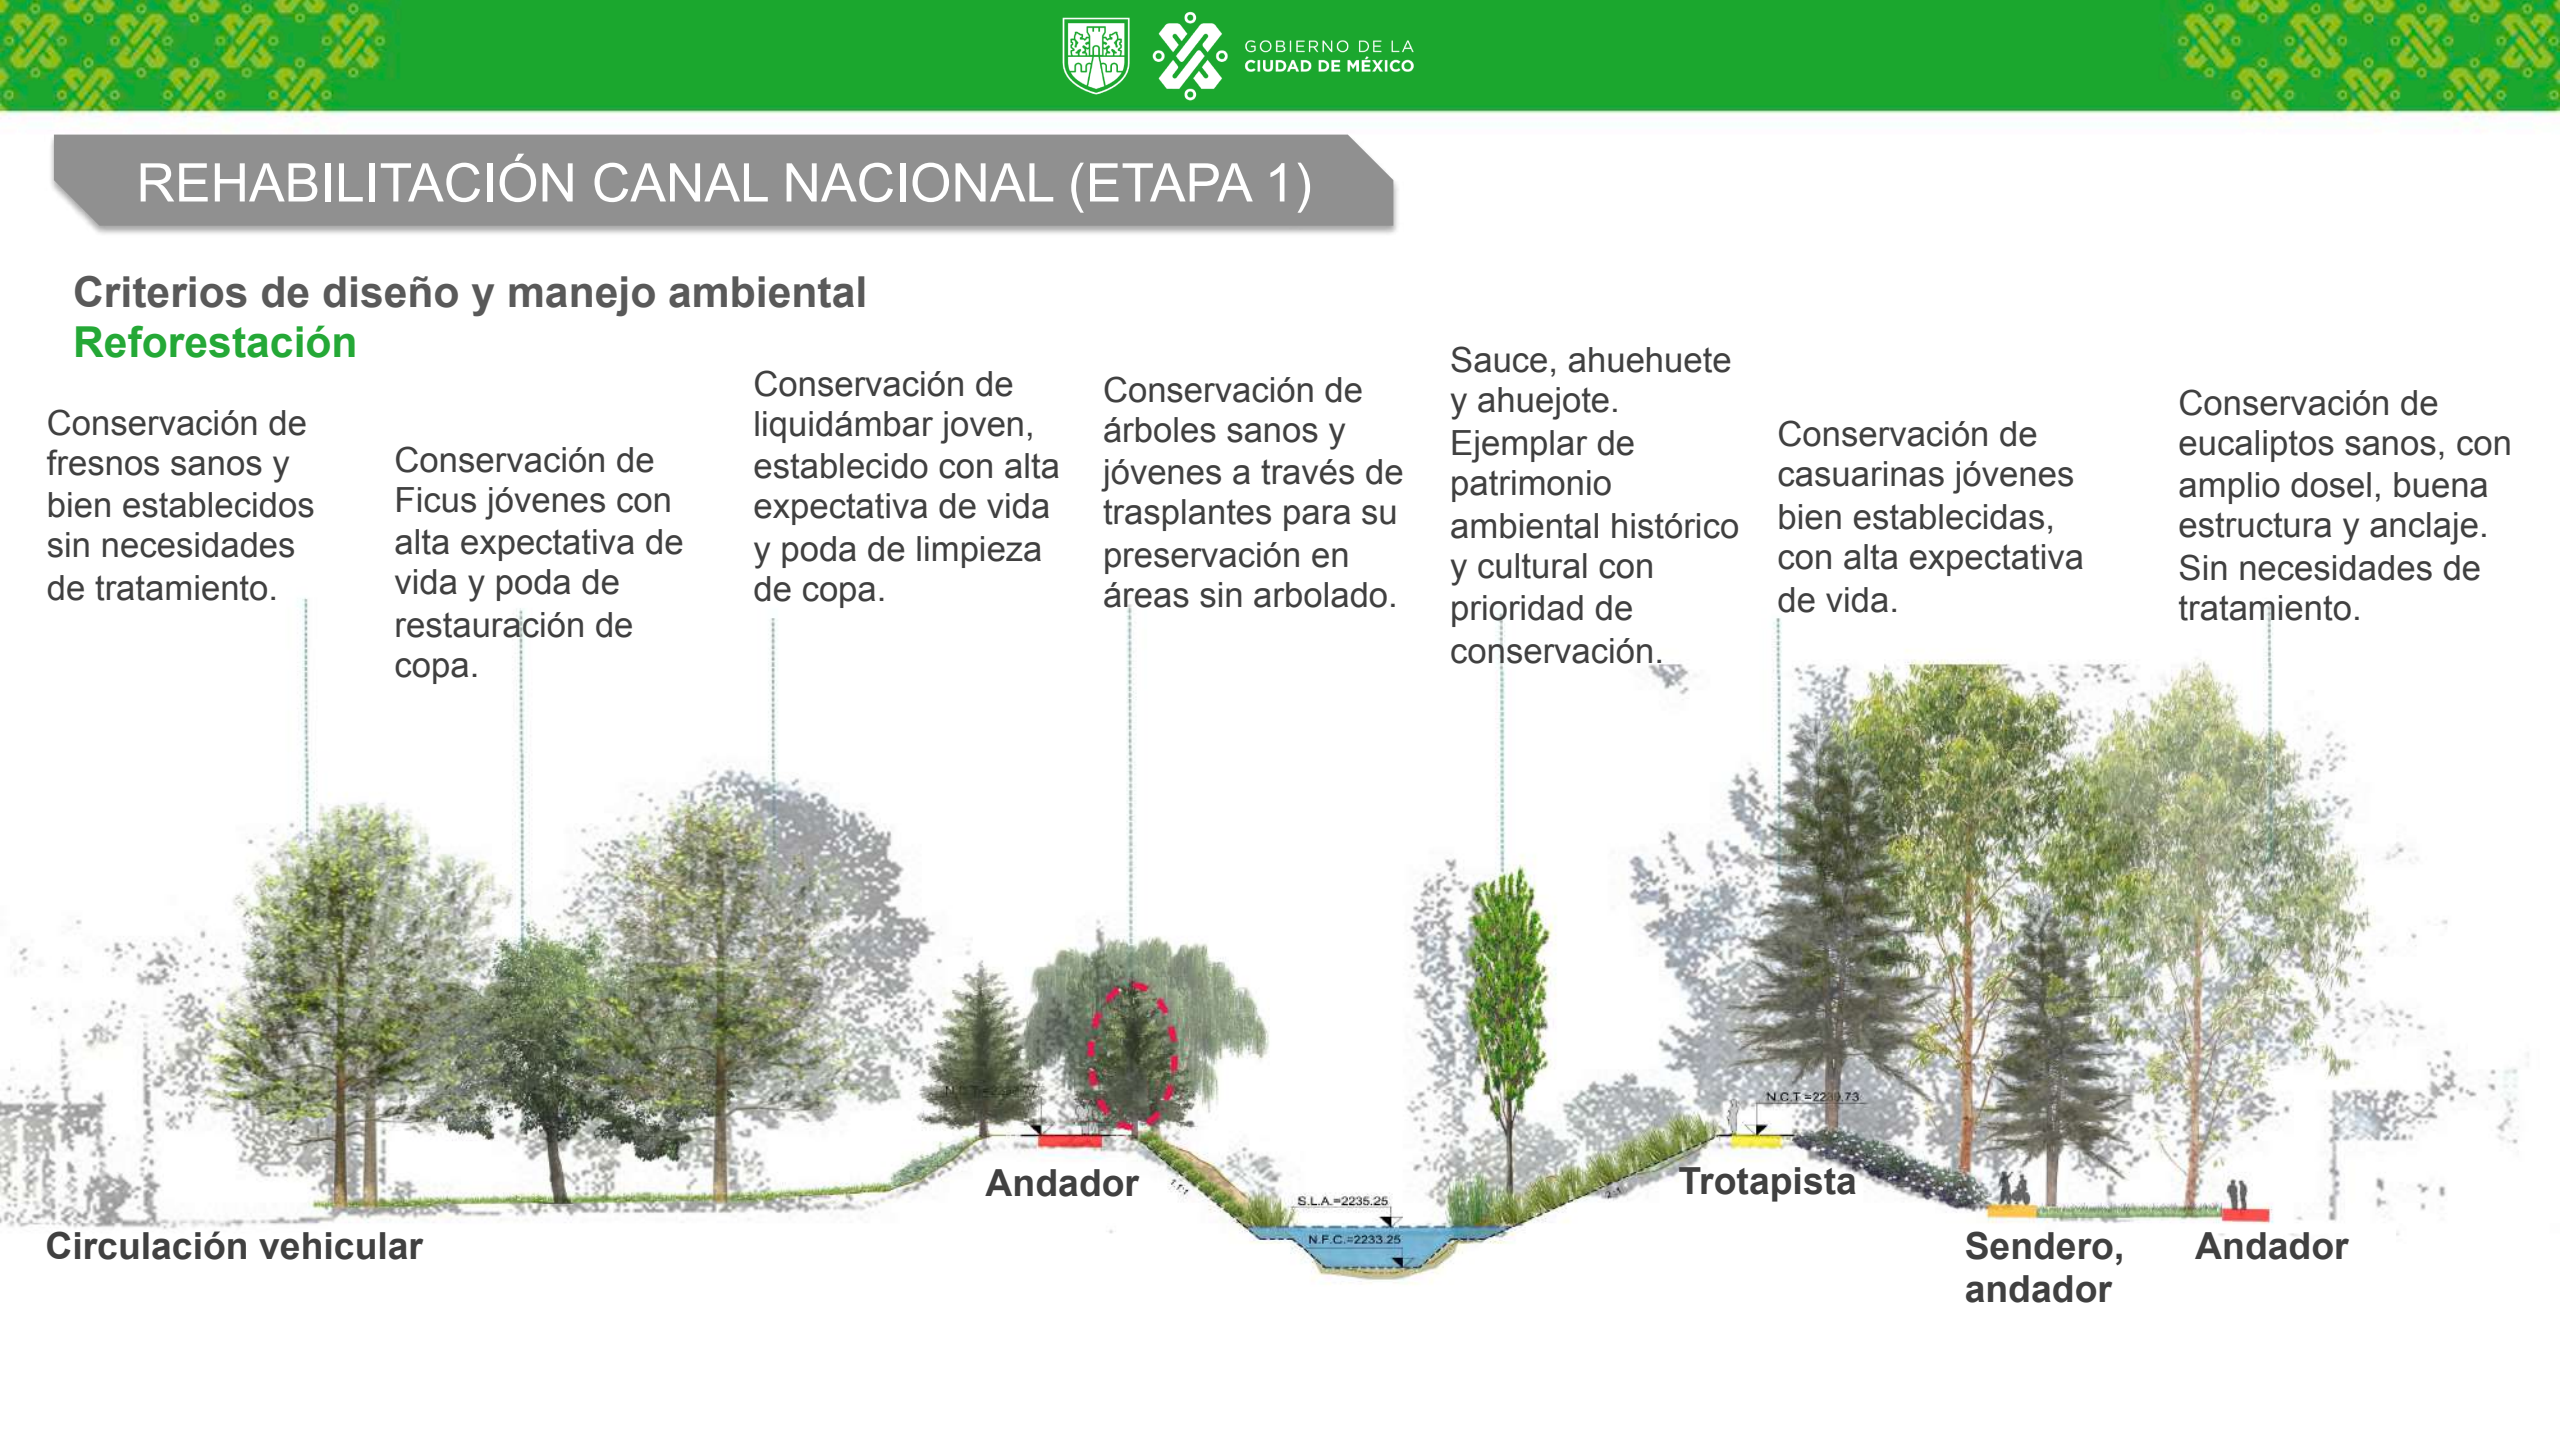 GOBIERNO DE LA
CIUDAD DE MÉXICO
REHABILITACIÓN CANAL NACIONAL (ETAPA 1)
Criterios de diseño y manejo ambiental
Reforestación
Conservación de
fresnos sanos y
bien establecidos
sin necesidades
de tratamiento.
Conservación de
Ficus jóvenes con
alta expectativa de
vida y poda de
restauración de
copa.
Conservación de
liquidámbar joven,
establecido con alta
expectativa de vida
y poda de limpieza
de copa.
Conservación de
árboles sanos y
jóvenes a través de
trasplantes para su
preservación en
áreas sin arbolado.
Sauce, ahuehuete
y ahuejote.
Ejemplar de
patrimonio
ambiental histórico
y cultural con
prioridad de
conservación.
Conservación de
casuarinas jóvenes
bien establecidas,
con alta expectativa
de vida.
Conservación de
eucaliptos sanos, con
amplio dosel, buena
estructura y anclaje.
Sin necesidades de
tratamiento.
N.C.T.=2239.73
Andador
Trotapista
S.L.A.=2235.25
N.F.C.=2233.25
Circulación vehicular
Sendero,
andador
Andador